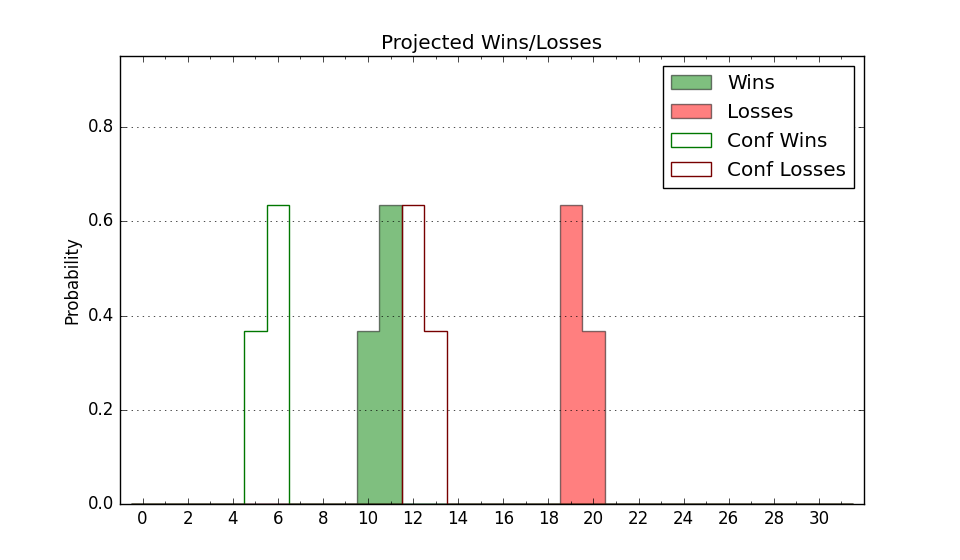 Projected Wins/Losses
Wins
Losses
Conf Wins
Conf Losses
Probability
0.8
0.6
0.4
0.2
0.0
0 2 4 6 8 10 12 14 16 18 20 22 24 26 28 30